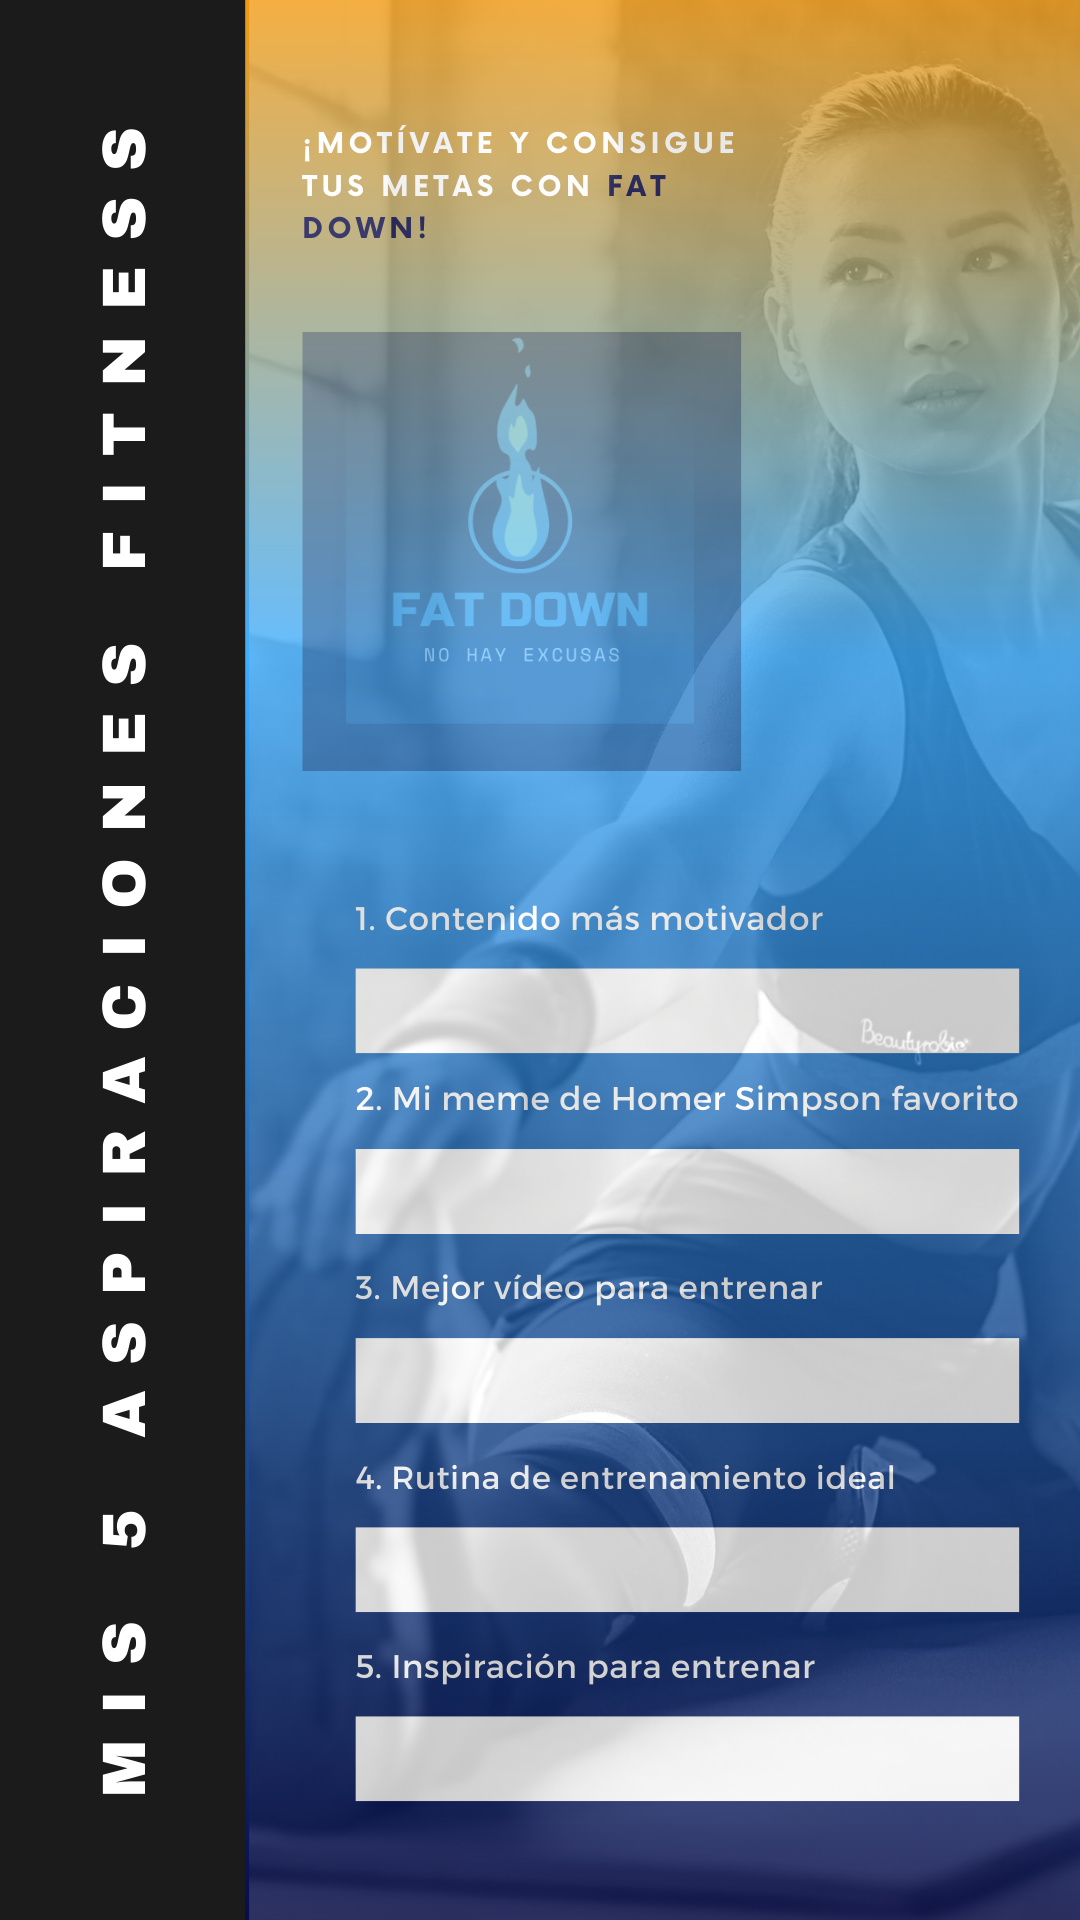 MIS 5 ASPIRACIONES FITNESS
¡MOTÍVATE Y CONSIGUE
TUS METAS CON FAT
DOWN!
FAT DOWN
NO HAY EXCUSAS
1. Contenido más motivador
Beautyrobic
2. Mi meme de Homer Simpson favorito
3. Mejor vídeo para entrenar
4. Rutina de entrenamiento ideal
5. Inspiración para entrenar